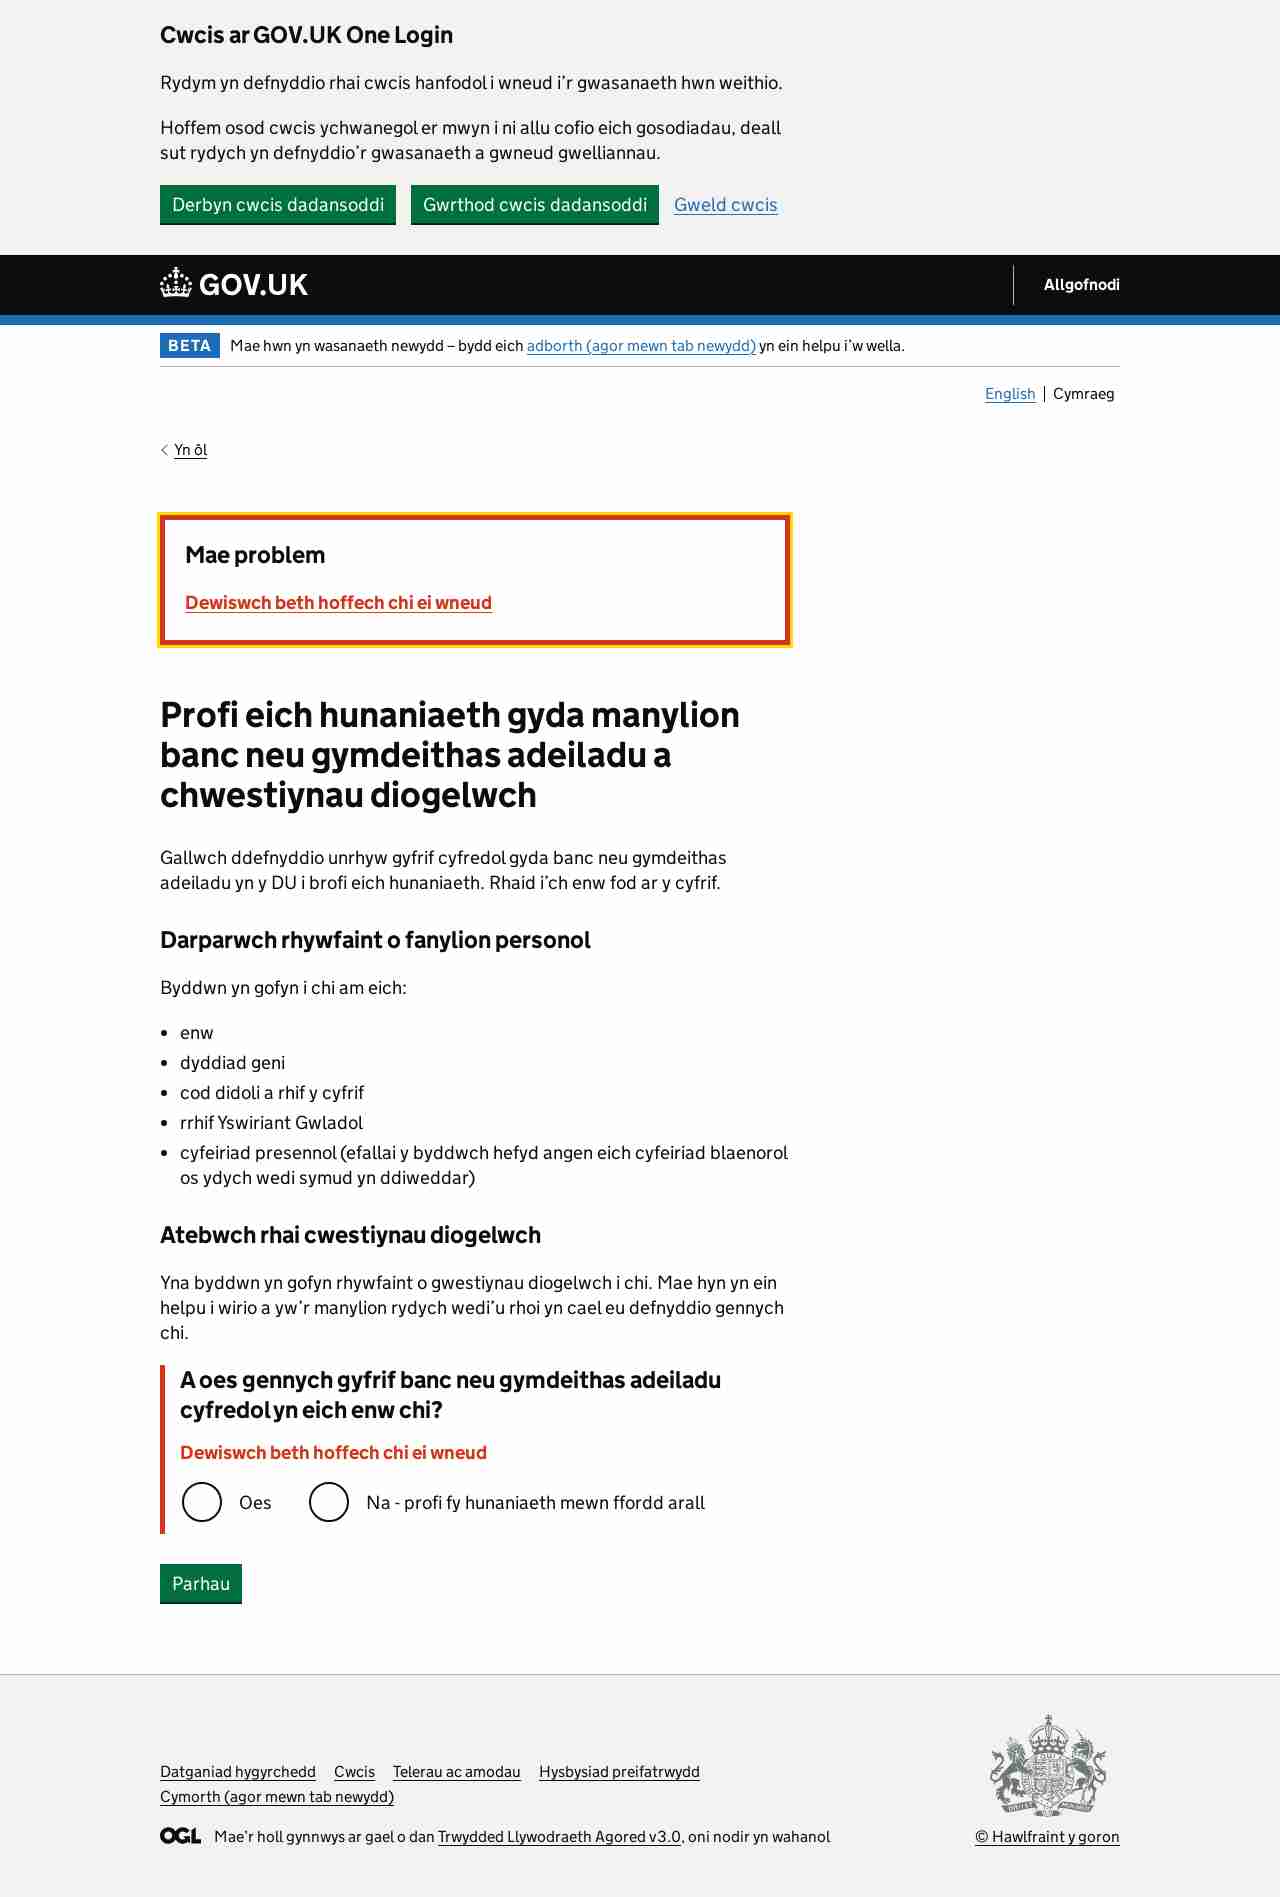 Cwcis ar GOV.UK One Login
Rydym yn defnyddio rhai cwcis hanfodol i wneud i’r gwasanaeth hwn weithio.
Hoffem osod cwcis ychwanegol er mwyn i ni allu cofio eich gosodiadau, deall
sut rydych yn defnyddio’r gwasanaeth a gwneud gwelliannau.
Derbyn cwcis dadansoddi Gwrthod cwcis dadansoddi Gweld cwcis
GOV.UK Allgofnodi
BETA Mae hwn yn wasanaeth newydd – bydd eich adborth (agor mewn tab newydd) yn ein helpu i’w wella.
English Cymraeg
Yn ôl
Mae problem
Dewiswch beth hoffech chi ei wneud
Profi eich hunaniaeth gyda manylion
banc neu gymdeithas adeiladu a
chwestiynau diogelwch
Gallwch ddefnyddio unrhyw gyfrif cyfredol gyda banc neu gymdeithas
adeiladu yn y DU i brofi eich hunaniaeth. Rhaid i’ch enw fod ar y cyfrif.
Darparwch rhywfaint o fanylion personol
Byddwn yn gofyn i chi am eich:
• enw
• dyddiad geni
• cod didoli a rhif y cyfrif
• rrhif Yswiriant Gwladol
• cyfeiriad presennol (efallai y byddwch hefyd angen eich cyfeiriad blaenorol
os ydych wedi symud yn ddiweddar)
Atebwch rhai cwestiynau diogelwch
Yna byddwn yn gofyn rhywfaint o gwestiynau diogelwch i chi. Mae hyn yn ein
helpu i wirio a yw’r manylion rydych wedi’u rhoi yn cael eu defnyddio gennych
chi.
A oes gennych gyfrif banc neu gymdeithas adeiladu
cyfredol yn eich enw chi?
Dewiswch beth hoffech chi ei wneud
Oes Na - profi fy hunaniaeth mewn ffordd arall
Parhau
Datganiad hygyrchedd Cwcis Telerau ac amodau Hysbysiad preifatrwydd
Cymorth (agor mewn tab newydd)
OGL Mae’r holl gynnwys ar gael o dan Trwydded Llywodraeth Agored v3.0, oni nodir yn wahanol
© Hawlfraint y goron